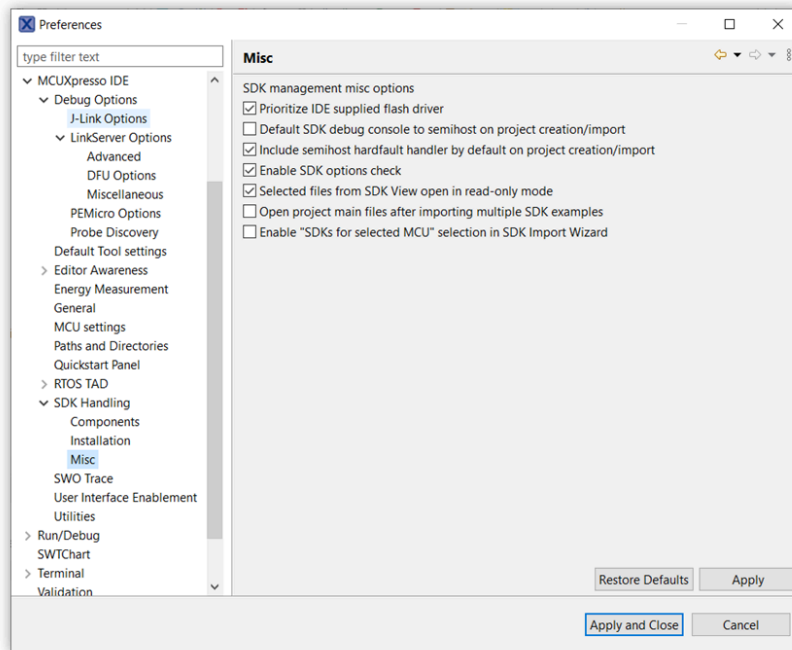 Preferences
type filter text
MCUXpresso IDE
Debug Options
J-Link Options
LinkServer Options
Advanced
DFU Options
Miscellaneous
PEMicro Options
Probe Discovery
Default Tool settings
Editor Awareness
Energy Measurement
General
MCU settings
Paths and Directories
Quickstart Panel
RTOS TAD
SDK Handling
Components
Installation
Misc
SWO Trace
User Interface Enablement
Utilities
Run/Debug
SWTChart
Terminal
Validation
Misc
SDK management misc options
Prioritize IDE supplied flash driver
Default SDK debug console to semihost on project creation/import
Include semihost hardfault handler by default on project creation/import
Enable SDK options check
Selected files from SDK View open in read-only mode
Open project main files after importing multiple SDK examples
Enable "SDKs for selected MCU" selection in SDK Import Wizard
Restore Defaults
Apply
Apply and Close
Cancel